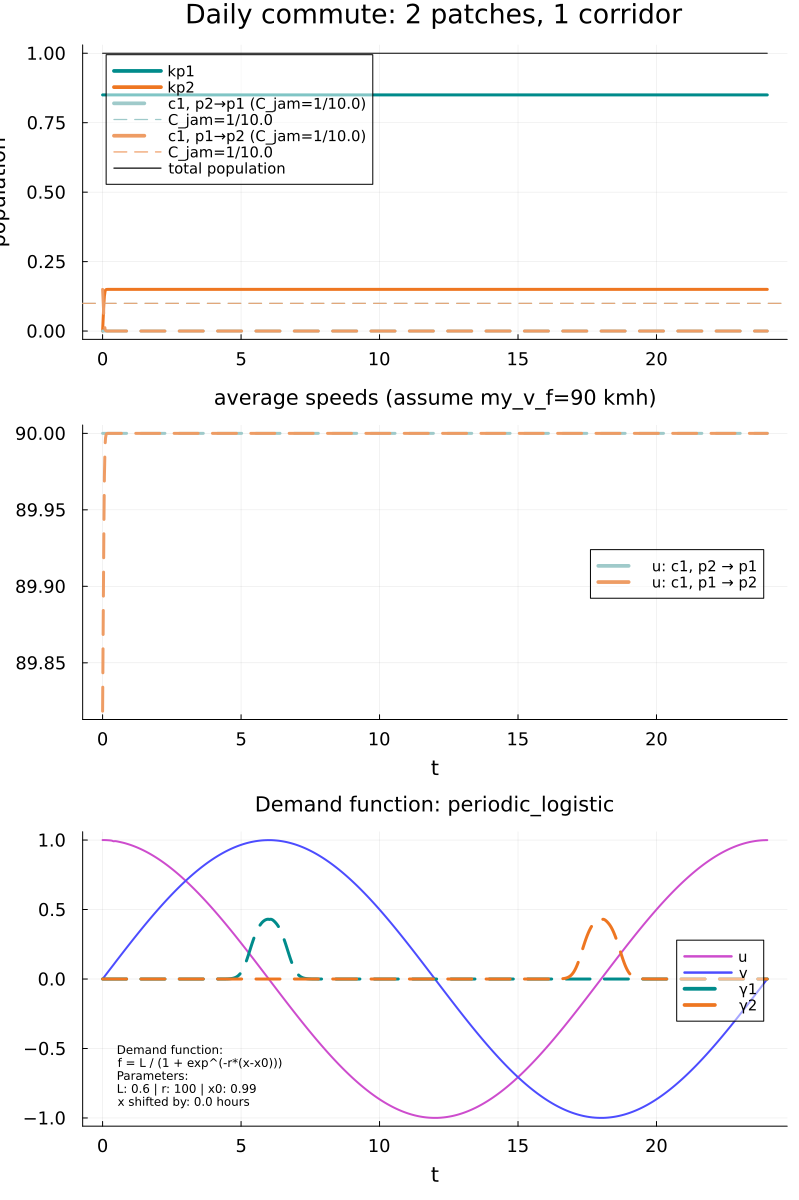 Daily commute: 2 patches, 1 corridor
population
1.00
0.75
0.50
0.25
0.00
kp1
kp2
c1, p2→p1 (C_jam=1/10.0)
C_jam=1/10.0
c1, p1→p2 (C_jam=1/10.0)
C_jam=1/10.0
total population
0 5 10 15 20
average speeds (assume my_v_f=90 kmh)
90.00
89.95
89.90
89.85
u: c1, p2 → p1
u: c1, p1 → p2
0 5 10 15 20
t
Demand function: periodic_logistic
1.0
0.5
0.0
−0.5
−1.0
u
v
γ1
γ2
Demand function:
f = L / (1 + exp^(-r*(x-x0)))
Parameters:
L: 0.6 | r: 100 | x0: 0.99
x shifted by: 0.0 hours
0 5 10 15 20
t